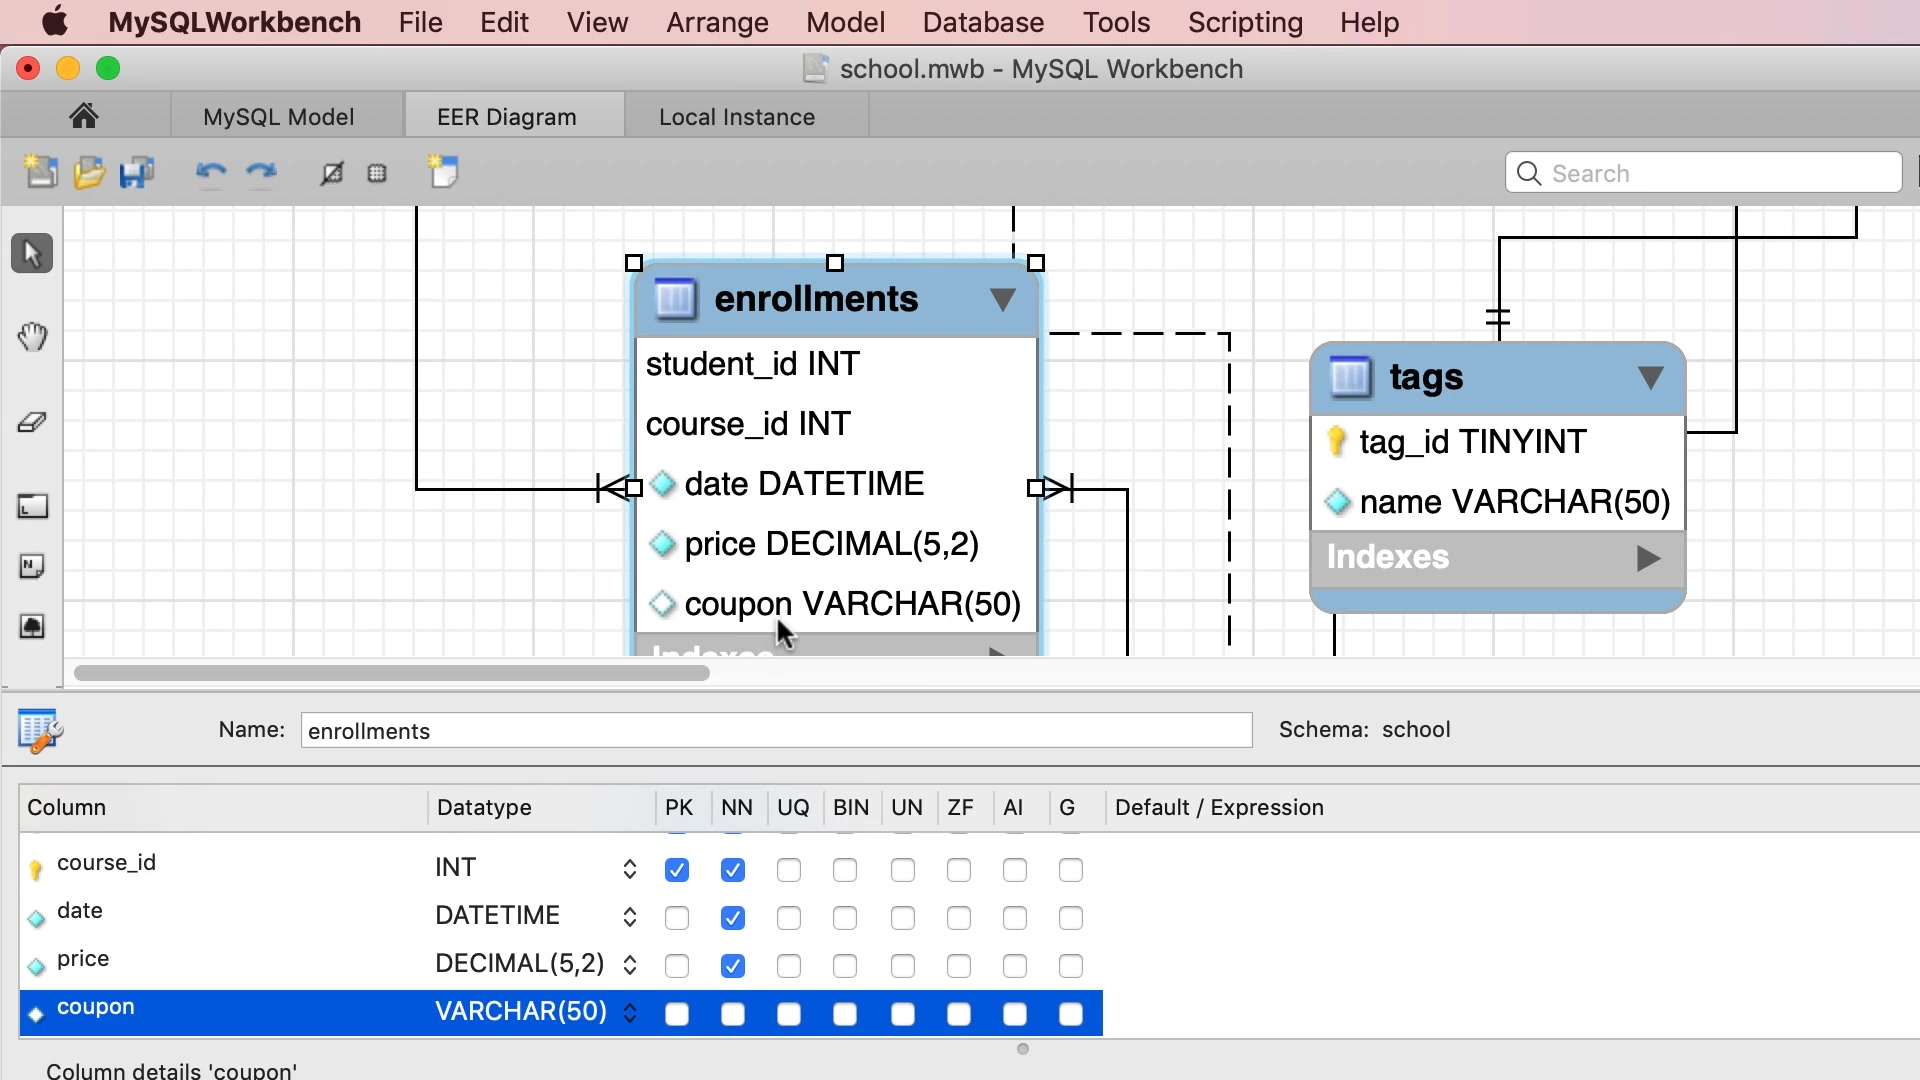 MySQLWorkbench File Edit View Arrange Model Database Tools Scripting Help
school.mwb - MySQL Workbench
MySQL Model EER Diagram Local Instance
Search
enrollments
student_id INT
course_id INT
date DATETIME
price DECIMAL(5,2)
coupon VARCHAR(50)
Indexes
tags
tag_id TINYINT
name VARCHAR(50)
Indexes
N
Name: enrollments Schema: school
Column Datatype PK NN UQ BIN UN ZF AI G Default / Expression
course_id INT
date DATETIME
price DECIMAL(5,2)
coupon VARCHAR(50)
Column details 'coupon'